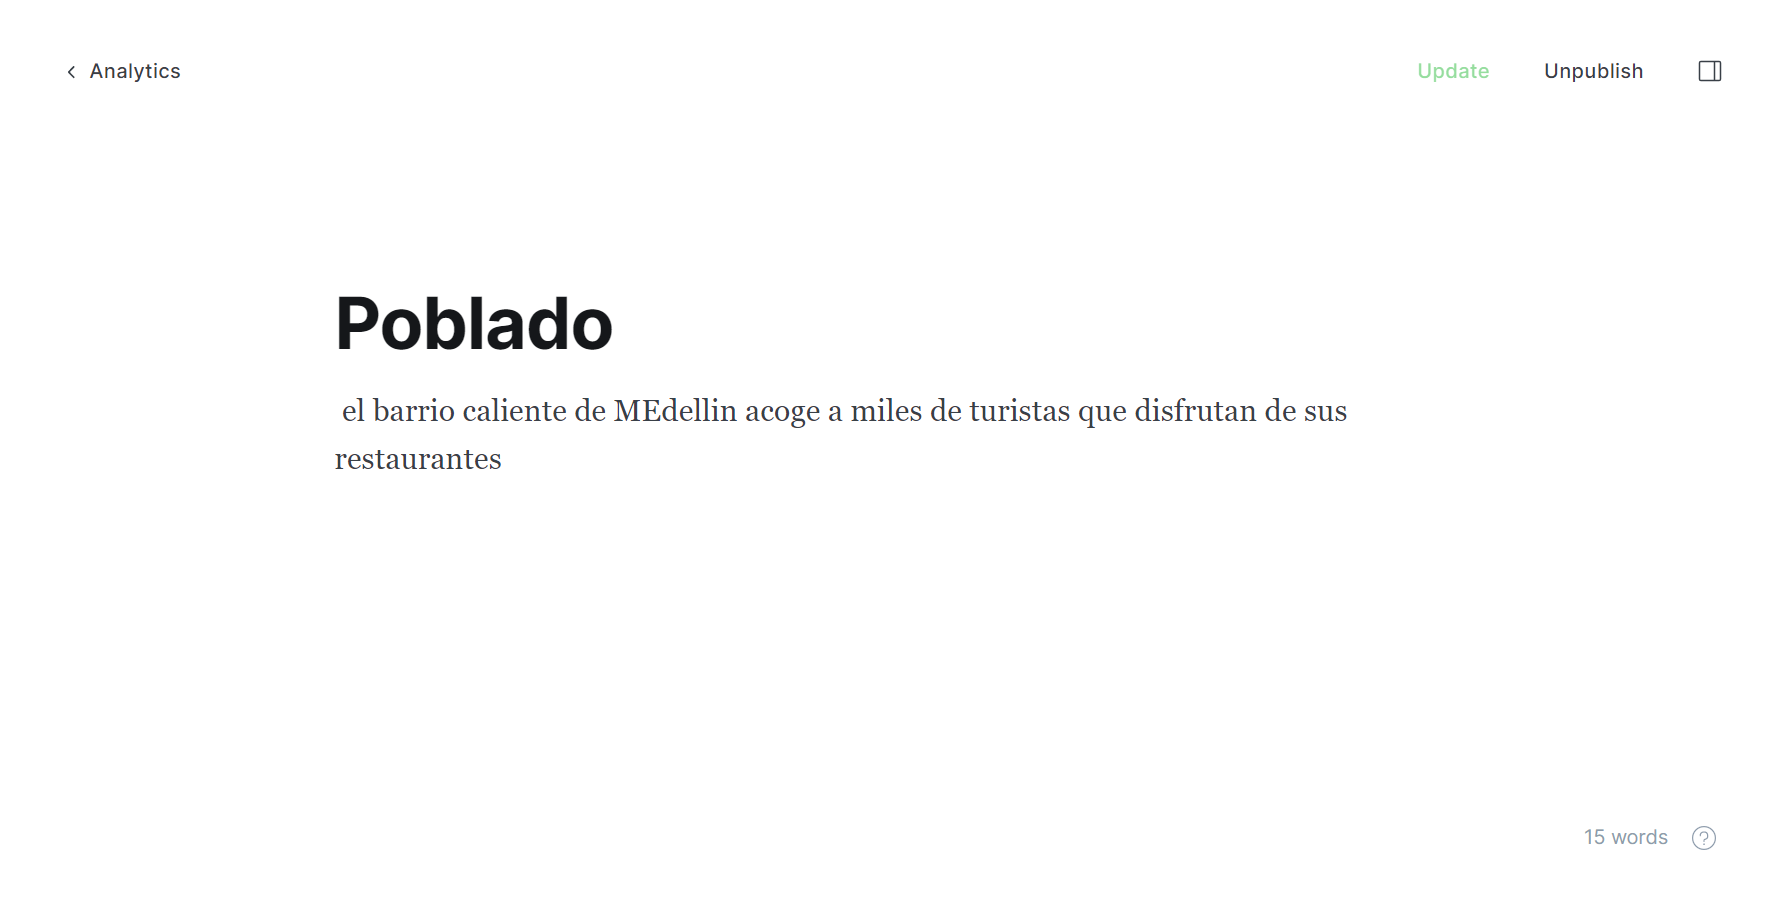 Analytics
Update
Unpublish
Poblado
el barrio caliente de MEdellin acoge a miles de turistas que disfrutan de sus
restaurantes
15 words
?